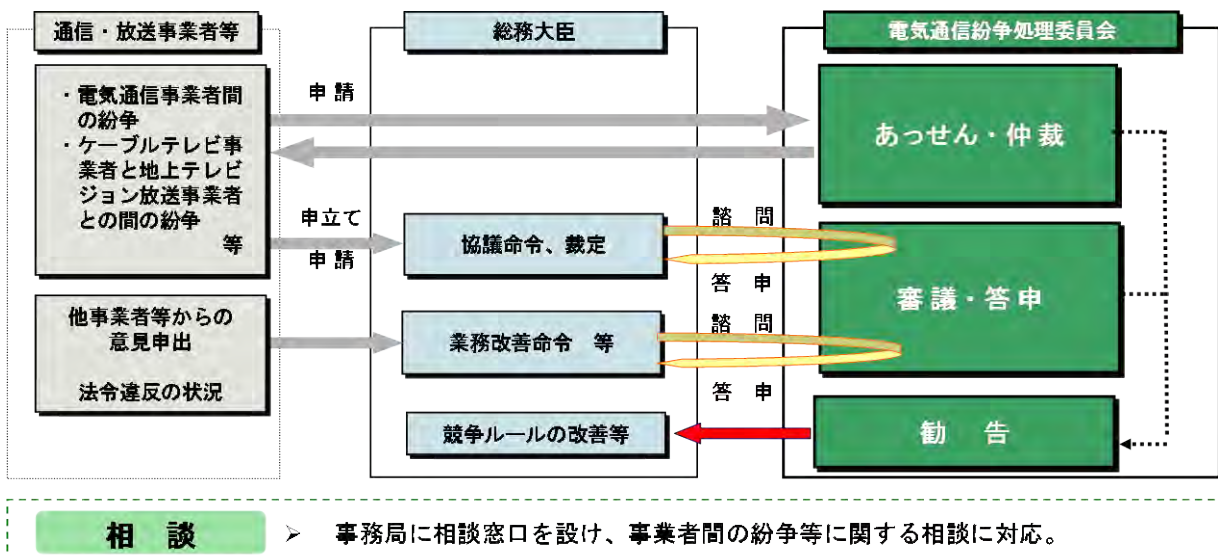 通信・放送事業者等
・電気通信事業者間
の紛争
・ケーブルテレビ事
業者と地上テレビ
ジョン放送事業者
との間の紛争
等
他事業者等からの
意見申出
法令違反の状況
申請
申立て
申請
総務大臣
協議命令、裁定
業務改善命令 等
競争ルールの改善等
諮 問
答 申
諮 問
答 申
電気通信紛争処理委員会
あっせん・仲裁
審議・答申
勧 告
相 談
➢ 事務局に相談窓口を設け、事業者間の紛争等に関する相談に対応。